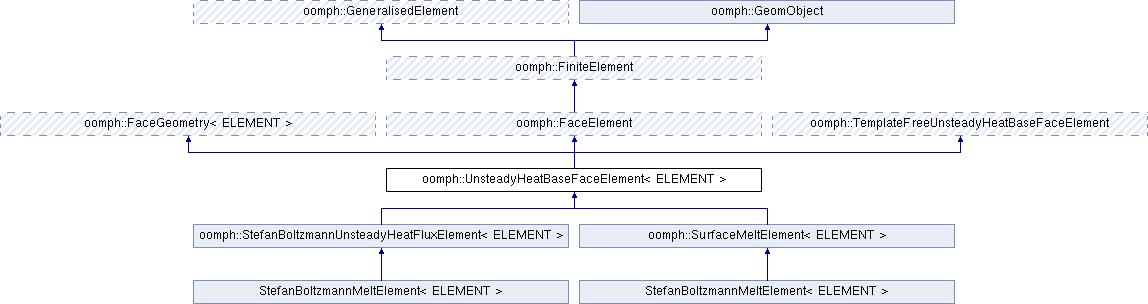 oomph::GeneralisedElement
oomph::GeomObject
oomph::FiniteElement
oomph::FaceGeometry< ELEMENT >
oomph::FaceElement
oomph::TemplateFreeUnsteadyHeatBaseFaceElement
oomph::UnsteadyHeatBaseFaceElement< ELEMENT >
oomph::StefanBoltzmannUnsteadyHeatFluxElement< ELEMENT >
oomph::SurfaceMeltElement< ELEMENT >
StefanBoltzmannMeltElement< ELEMENT >
StefanBoltzmannMeltElement< ELEMENT >